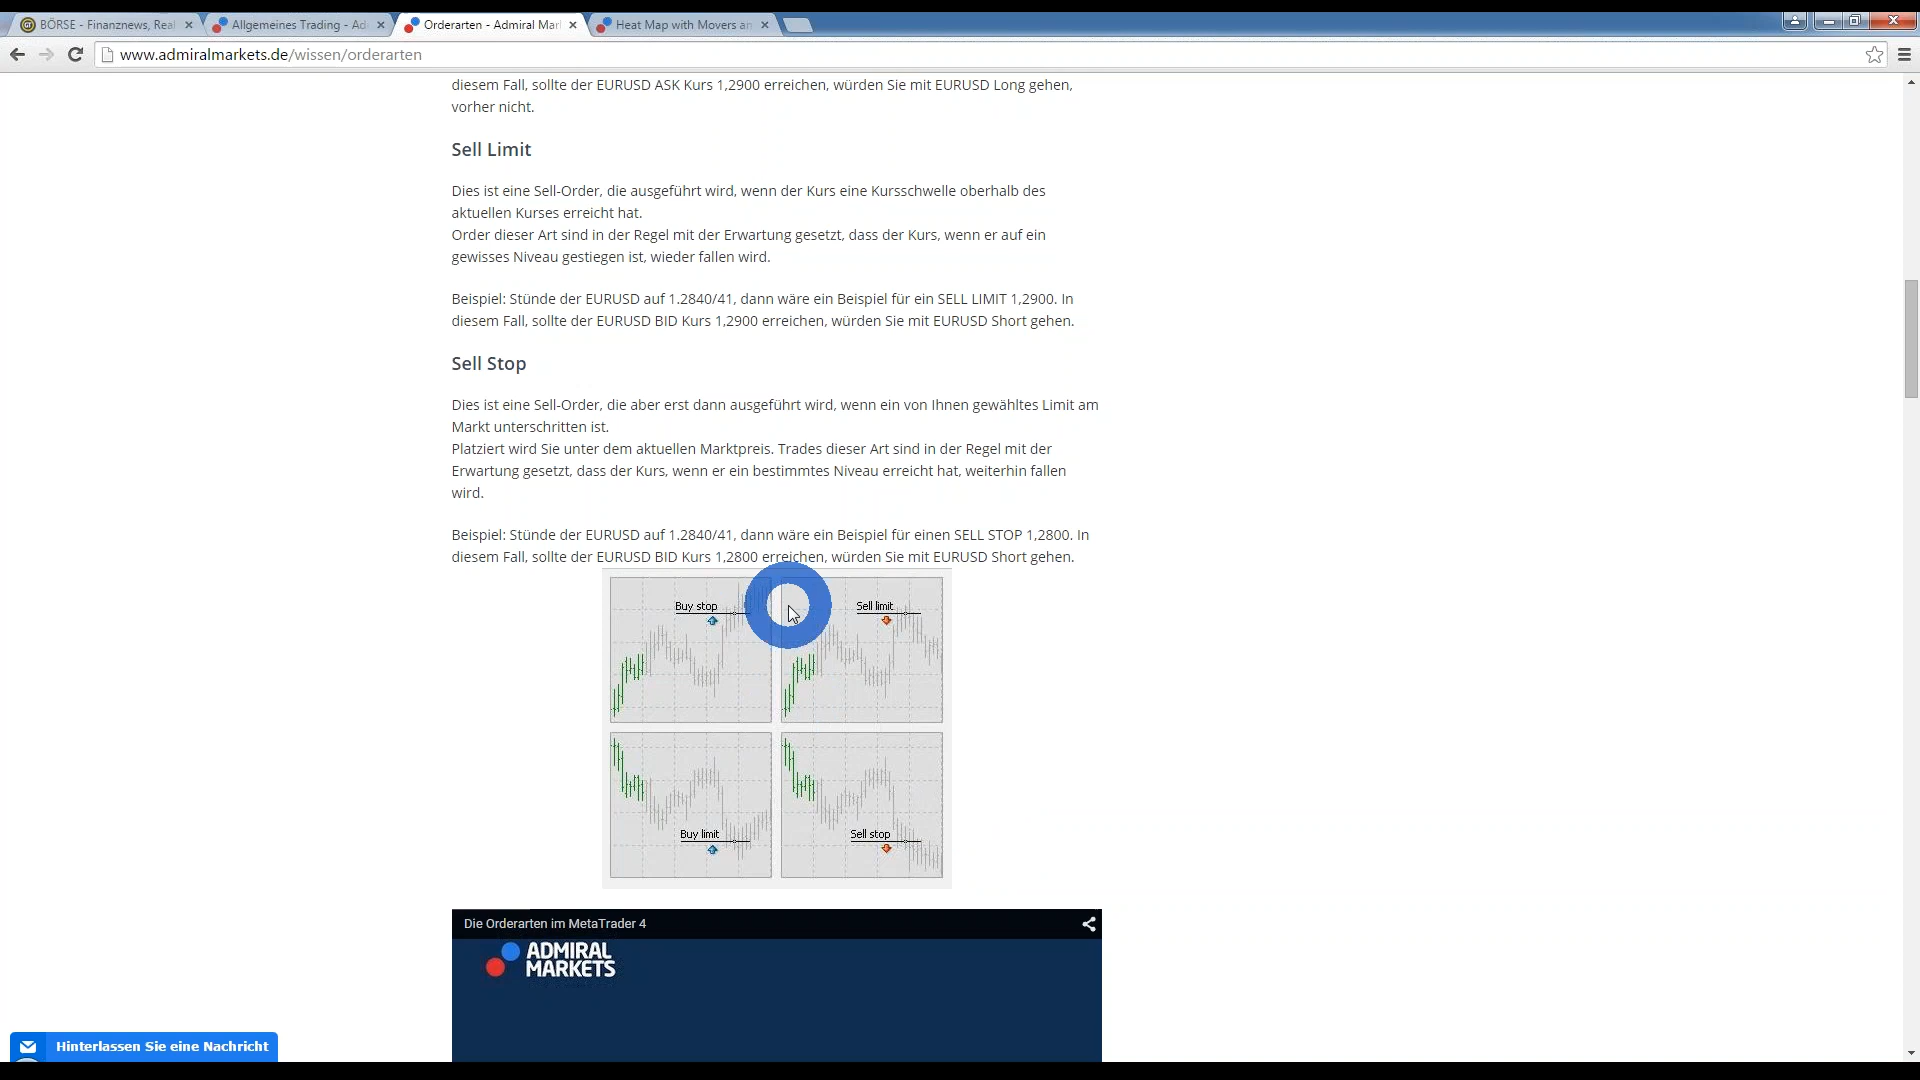 BÖRSE - Finanznews, Real
Allgemeines Trading - Ad
Orderarten - Admiral Mar
Heat Map with Movers an
www.admiralmarkets.de/wissen/orderarten
diesem Fall, sollte der EURUSD ASK Kurs 1,2900 erreichen, würden Sie mit EURUSD Long gehen,
vorher nicht.
Sell Limit
Dies ist eine Sell-Order, die ausgeführt wird, wenn der Kurs eine Kursschwelle oberhalb des
aktuellen Kurses erreicht hat.
Order dieser Art sind in der Regel mit der Erwartung gesetzt, dass der Kurs, wenn er auf ein
gewisses Niveau gestiegen ist, wieder fallen wird.
Beispiel: Stünde der EURUSD auf 1.2840/41, dann wäre ein Beispiel für ein SELL LIMIT 1,2900. In
diesem Fall, sollte der EURUSD BID Kurs 1,2900 erreichen, würden Sie mit EURUSD Short gehen.
Sell Stop
Dies ist eine Sell-Order, die aber erst dann ausgeführt wird, wenn ein von Ihnen gewähltes Limit am
Markt unterschritten ist.
Platziert wird Sie unter dem aktuellen Marktpreis. Trades dieser Art sind in der Regel mit der
Erwartung gesetzt, dass der Kurs, wenn er ein bestimmtes Niveau erreicht hat, weiterhin fallen
wird.
Beispiel: Stünde der EURUSD auf 1.2840/41, dann wäre ein Beispiel für einen SELL STOP 1,2800. In
diesem Fall, sollte der EURUSD BID Kurs 1,2800 erreichen, würden Sie mit EURUSD Short gehen.
Buy stop
Sell limit
Buy limit
Sell stop
Die Orderarten im MetaTrader 4
ADMIRAL
MARKETS
Hinterlassen Sie eine Nachricht